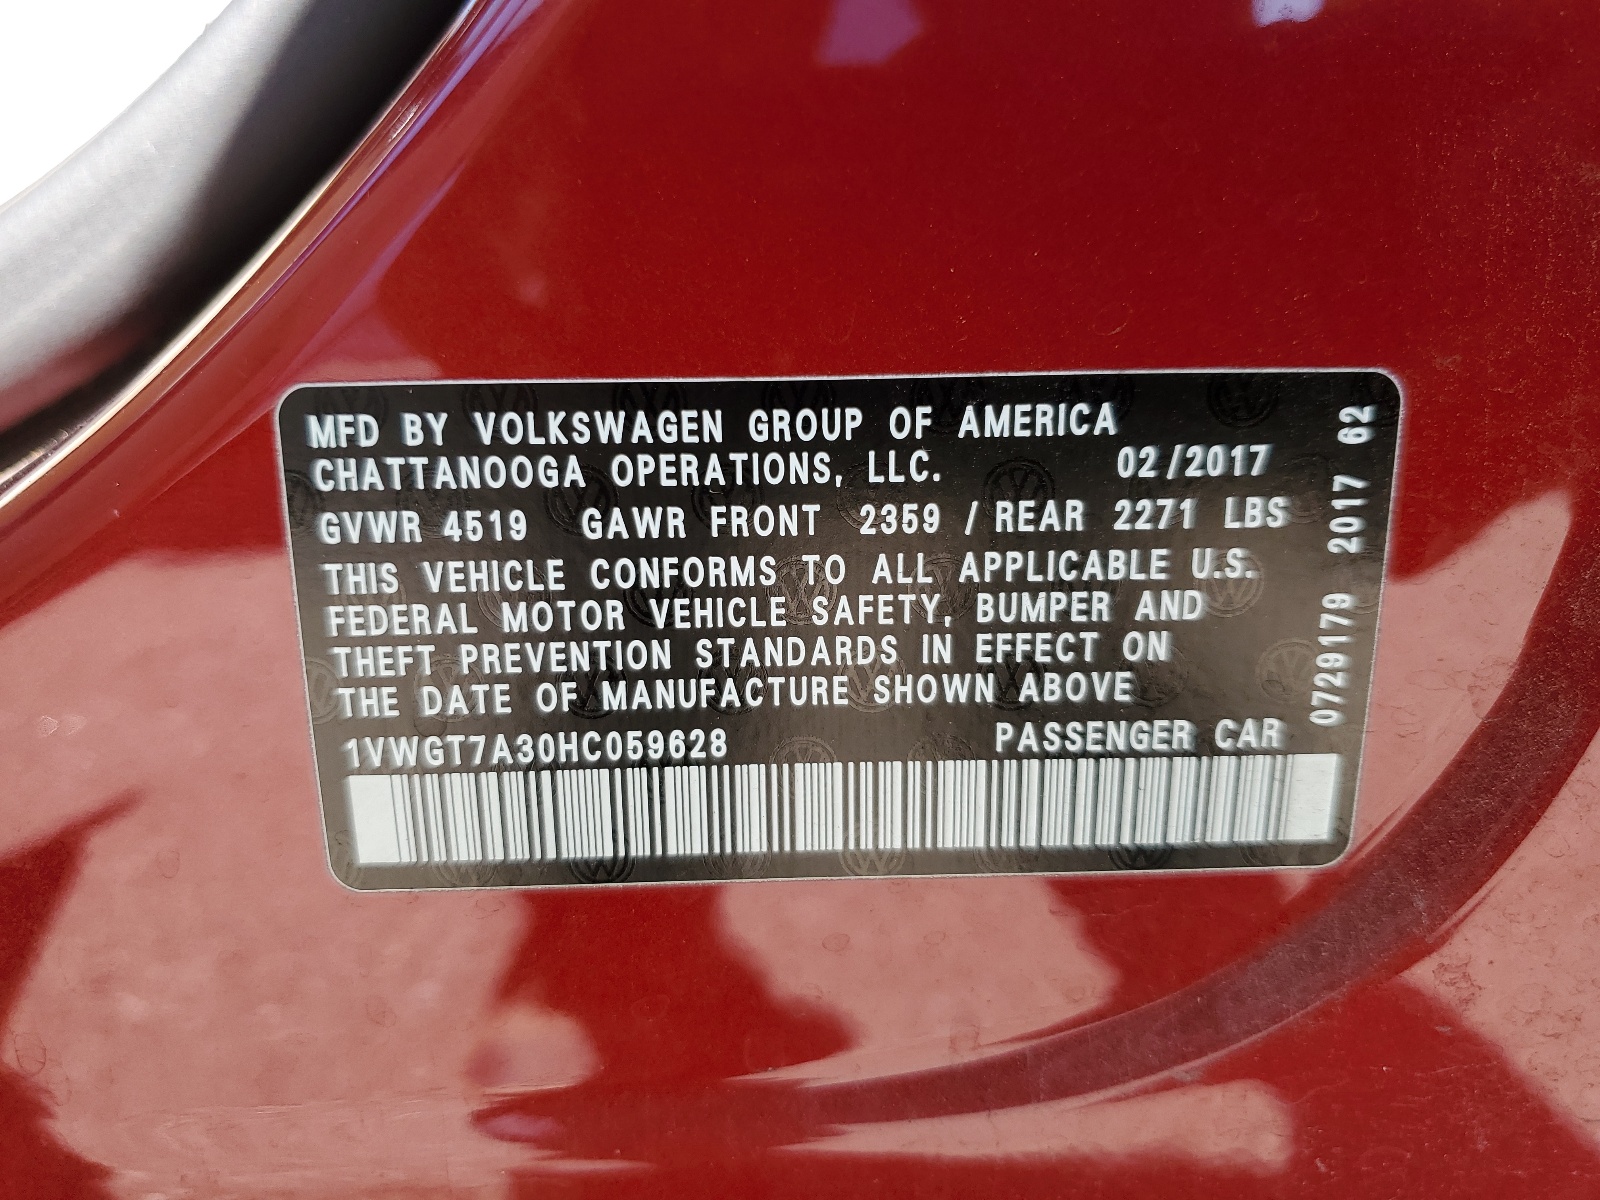 MFD BY VOLKSWAGEN GROUP OF AMERICA
CHATTANOOGA OPERATIONS, LLC. 02/2017
GVWR 4519 GAWR FRONT 2359 / REAR 2271 LBS
THIS VEHICLE CONFORMS TO ALL APPLICABLE U.S.
FEDERAL MOTOR VEHICLE SAFETY, BUMPER AND
THEFT PREVENTION STANDARDS IN EFFECT ON
THE DATE OF MANUFACTURE SHOWN ABOVE
1VWGT7A30HC059628 PASSENGER CAR
0729179 2017 62